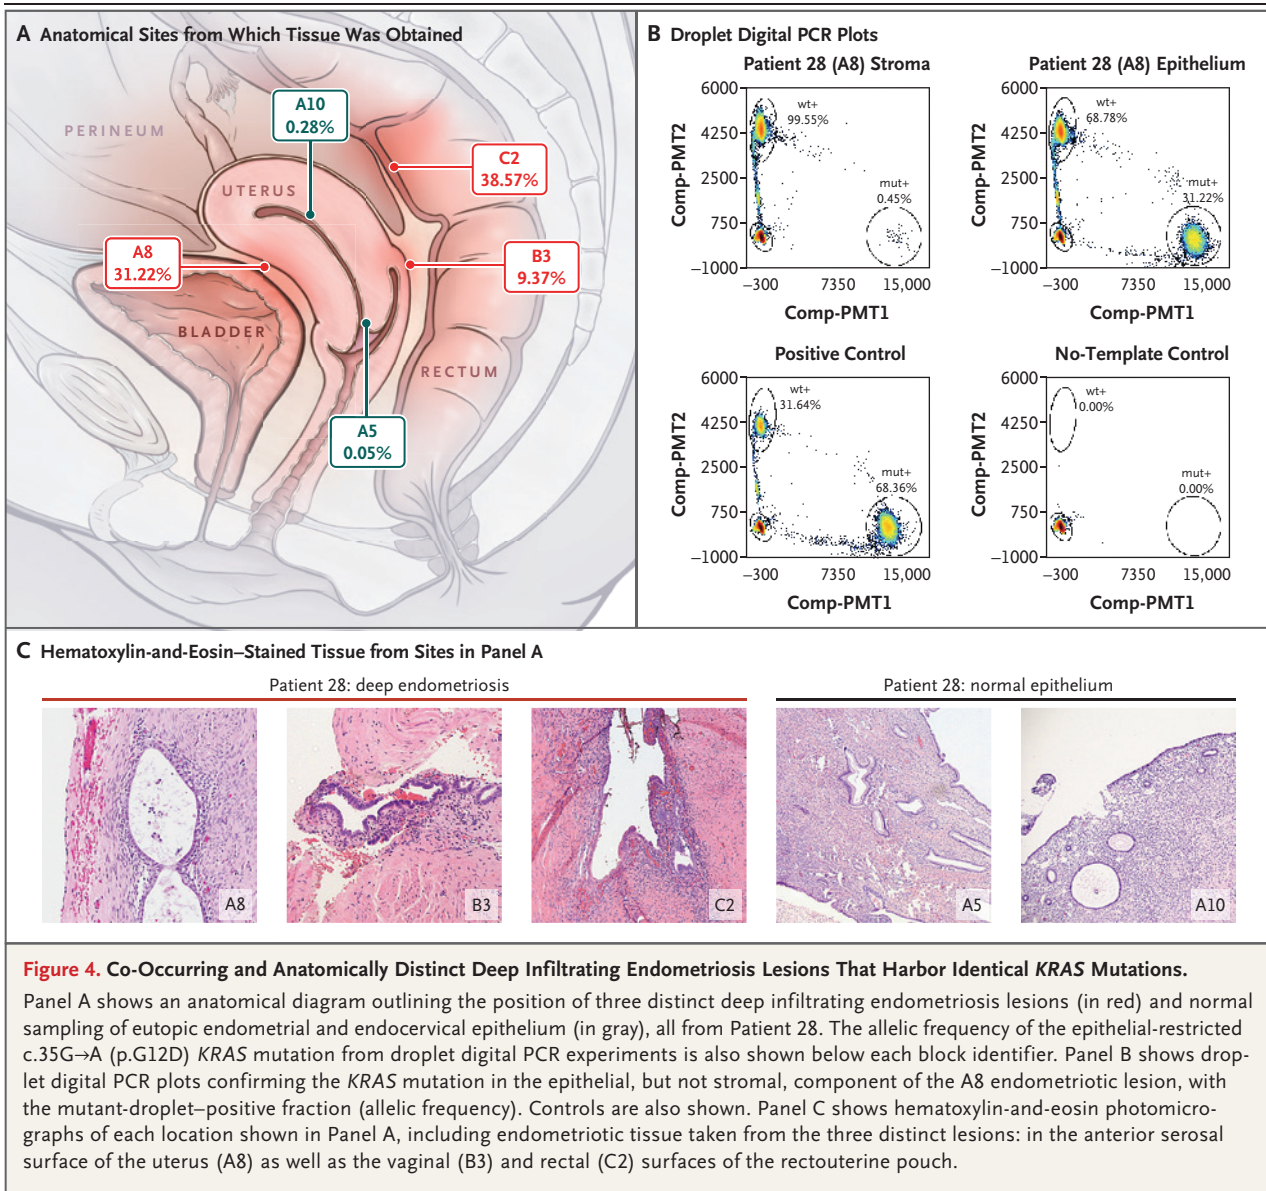 A Anatomical Sites from Which Tissue Was Obtained
PERINEUM
A10
0.28%
C2
38.57%
UTERUS
A8
31.22%
B3
9.37%
BLADDER
RECTUM
A5
0.05%
B Droplet Digital PCR Plots
Patient 28 (A8) Stroma
6000
4250
2500
750
−1000
Comp-PMT2
wt+
99.55%
mut+
0.45%
−300 7350 15,000
Comp-PMT1
Patient 28 (A8) Epithelium
6000
4250
2500
750
−1000
Comp-PMT2
wt+
68.78%
mut+
31.22%
−300 7350 15,000
Comp-PMT1
Positive Control
6000
4250
2500
750
−1000
Comp-PMT2
wt+
31.64%
mut+
68.36%
−300 7350 15,000
Comp-PMT1
No-Template Control
6000
4250
2500
750
−1000
Comp-PMT2
wt+
0.00%
mut+
0.00%
−300 7350 15,000
Comp-PMT1
C Hematoxylin-and-Eosin–Stained Tissue from Sites in Panel A
Patient 28: deep endometriosis
Patient 28: normal epithelium
A8
B3
C2
A5
A10
Figure 4. Co-Occurring and Anatomically Distinct Deep Infiltrating Endometriosis Lesions That Harbor Identical KRAS Mutations.
Panel A shows an anatomical diagram outlining the position of three distinct deep infiltrating endometriosis lesions (in red) and normal
sampling of eutopic endometrial and endocervical epithelium (in gray), all from Patient 28. The allelic frequency of the epithelial-restricted
c.35G→A (p.G12D) KRAS mutation from droplet digital PCR experiments is also shown below each block identifier. Panel B shows drop-
let digital PCR plots confirming the KRAS mutation in the epithelial, but not stromal, component of the A8 endometriotic lesion, with
the mutant-droplet–positive fraction (allelic frequency). Controls are also shown. Panel C shows hematoxylin-and-eosin photomicro-
graphs of each location shown in Panel A, including endometriotic tissue taken from the three distinct lesions: in the anterior serosal
surface of the uterus (A8) as well as the vaginal (B3) and rectal (C2) surfaces of the rectouterine pouch.